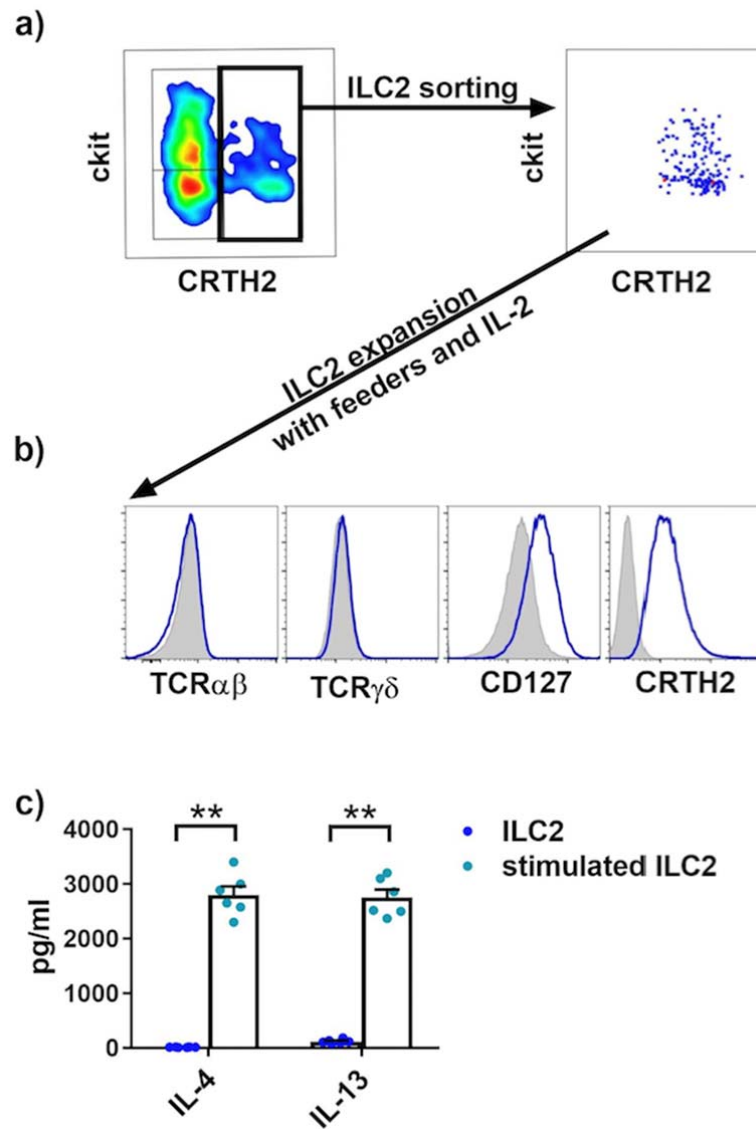 a)
ILC2 sorting
ckit
ckit
CRTH2
CRTH2
ILC2 expansion
with feeders and IL-2
b)
TCRαβ
TCRγδ
CD127
CRTH2
c)
**
**
ILC2
stimulated ILC2
4000
3000
2000
1000
0
pg/ml
IL-4
IL-13